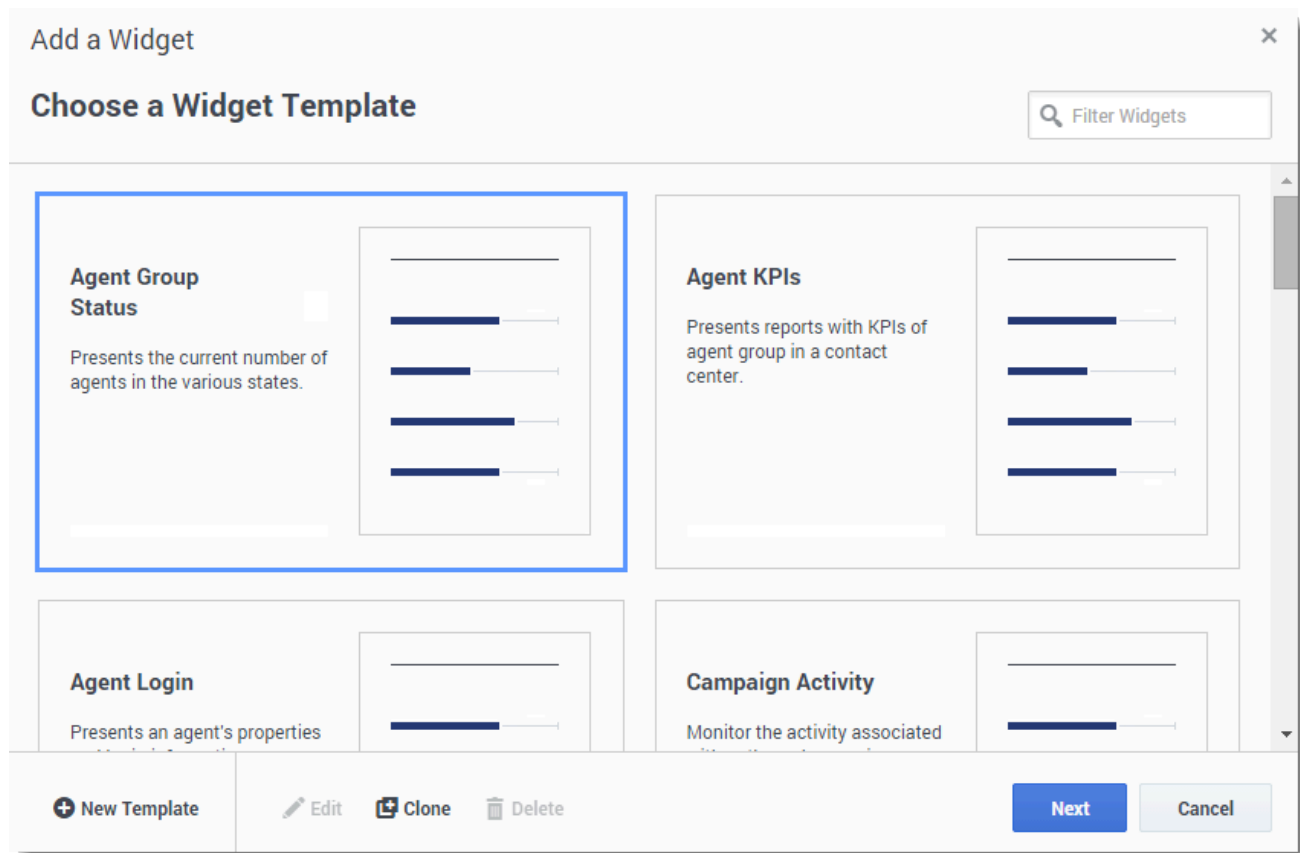 Add a Widget
×
Choose a Widget Template
Filter Widgets
Agent Group
Status
Presents the current number of
agents in the various states.
Agent KPIs
Presents reports with KPIs of
agent group in a contact
center.
Agent Login
Presents an agent's properties
Campaign Activity
Monitor the activity associated
New Template
Edit
Clone
Delete
Next
Cancel